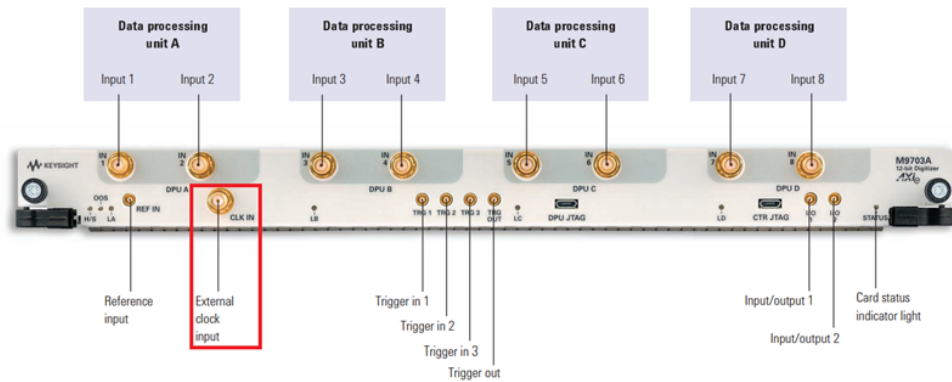 Data processing
unit A
Data processing
unit B
Data processing
unit C
Data processing
unit D
Input 1
Input 2
Input 3
Input 4
Input 5
Input 6
Input 7
Input 8
KEYSIGHT
IN
1
IN
2
IN
3
IN
4
IN
5
IN
6
IN
7
IN
8
M9703A
12-bit Digitizer
AXIe
DPU A
DPU B
DPU C
DPU D
OOS
H/S
LA
REF IN
CLK IN
LB
TRG 1
TRG 2
TRG 3
TRG
OUT
LC
DPU JTAG
LD
CTR JTAG
I/O
1
I/O
2
STATUS
Reference
input
External
clock
input
Trigger in 1
Trigger in 2
Trigger in 3
Trigger out
Input/output 1
Input/output 2
Card status
indicator light